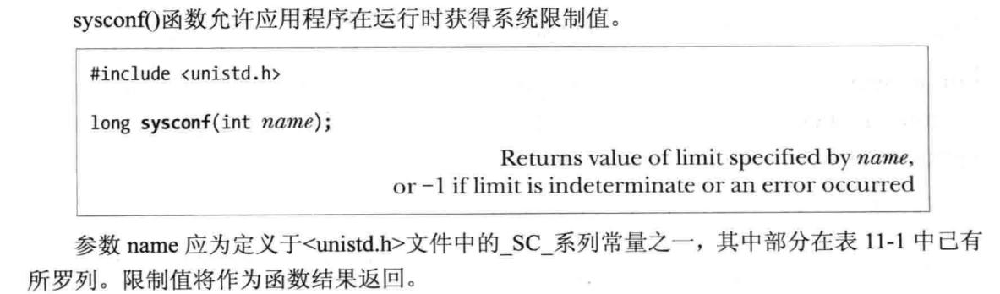 sysconf()函数允许应用程序在运行时获得系统限制值。
#include <unistd.h>
long sysconf(int name);
Returns value of limit specified by name,
or −1 if limit is indeterminate or an error occurred
参数 name 应为定义于<unistd.h>文件中的_SC_系列常量之一，其中部分在表 11-1 中已有
所罗列。限制值将作为函数结果返回。